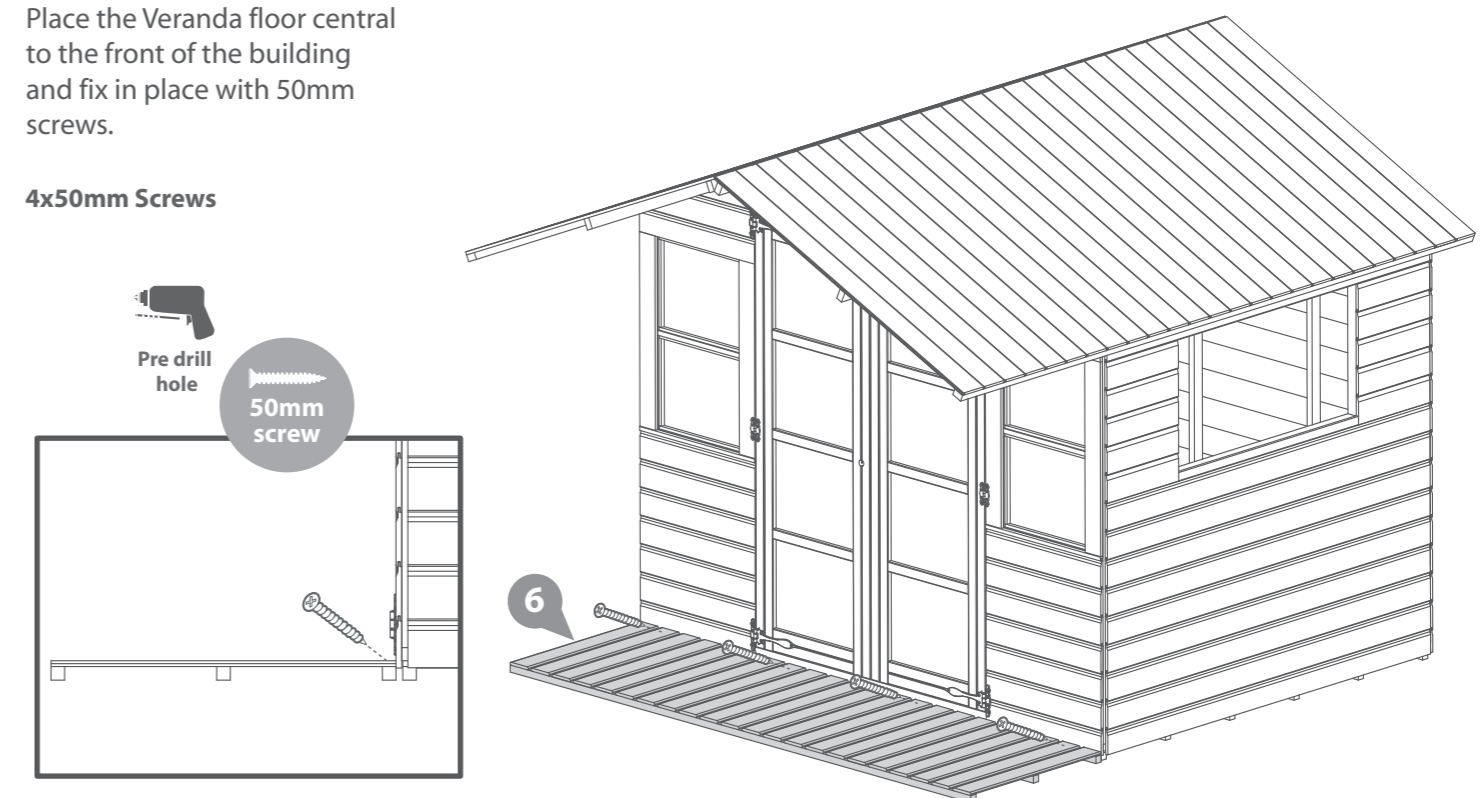 Place the Veranda floor central
to the front of the building
and fix in place with 50mm
screws.
4x50mm Screws
Pre drill
hole
50mm
screw
6